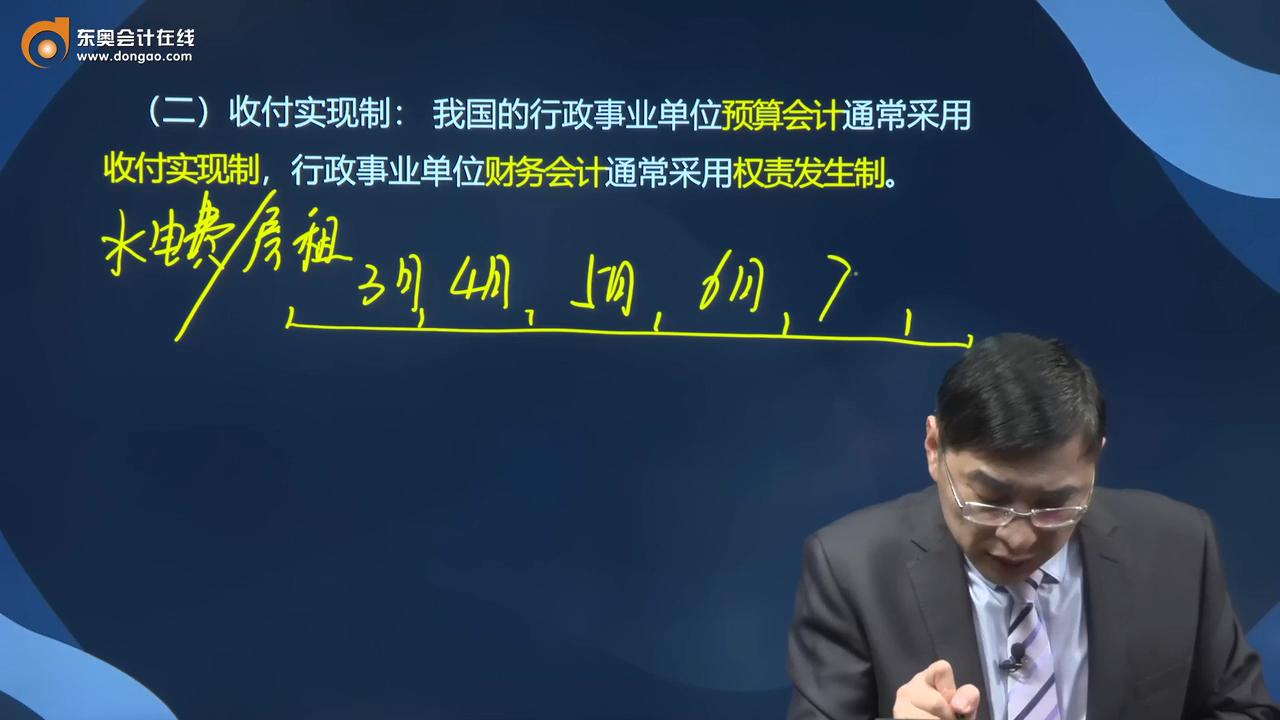 东奥会计在线
www.dongao.com
（二）收付实现制： 我国的行政事业单位预算会计通常采用
收付实现制，行政事业单位财务会计通常采用权责发生制。
水电费/房租
3月 4月 5月 6月 7